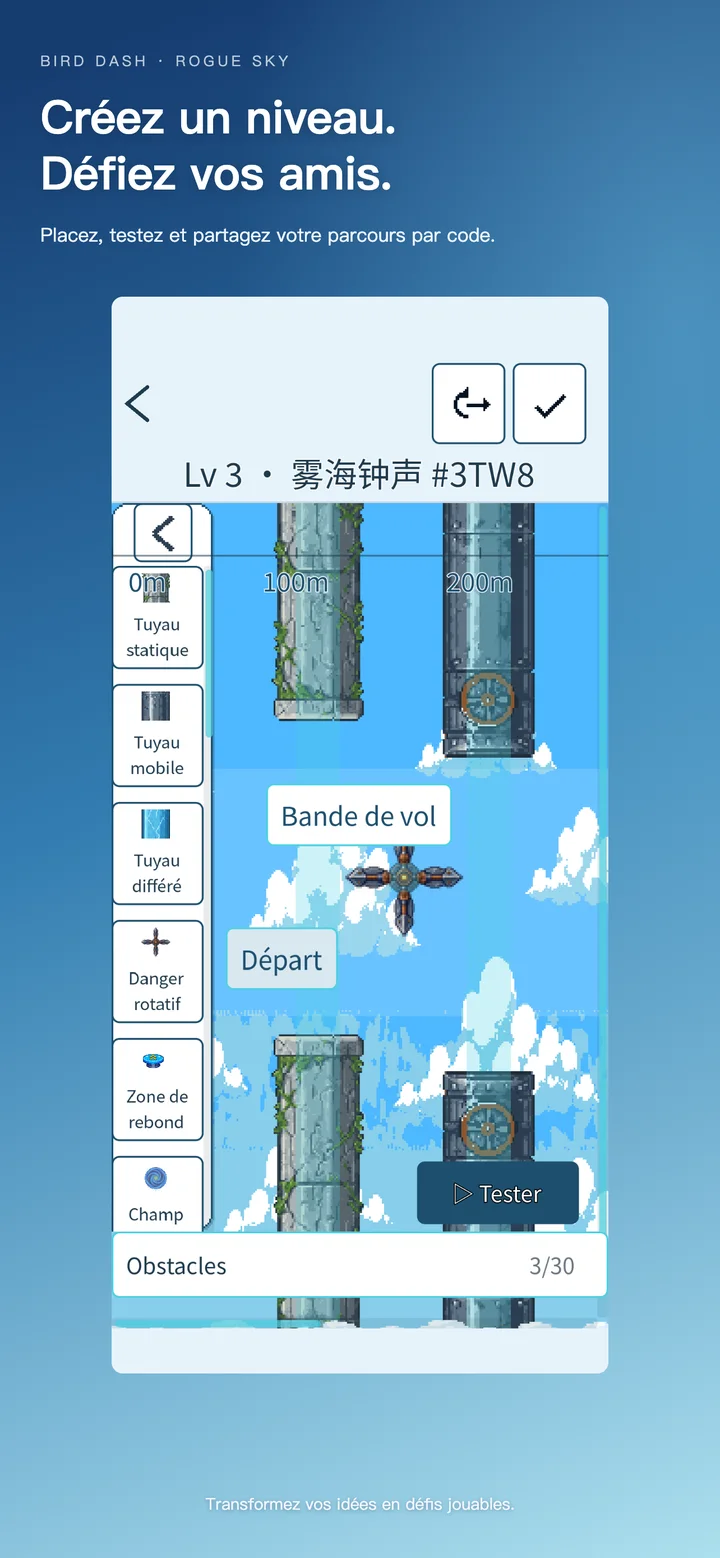 BIRD DASH · ROGUE SKY
Créez un niveau.
Défiez vos amis.
Placez, testez et partagez votre parcours par code.
Lv 3 · 雾海钟声 #3TW8
0m
100m
200m
Tuyau
statique
Tuyau
mobile
Bande de vol
Tuyau
différé
Départ
Danger
rotatif
Zone de
rebond
Champ
Tester
Obstacles
3/30
Transformez vos idées en défis jouables.